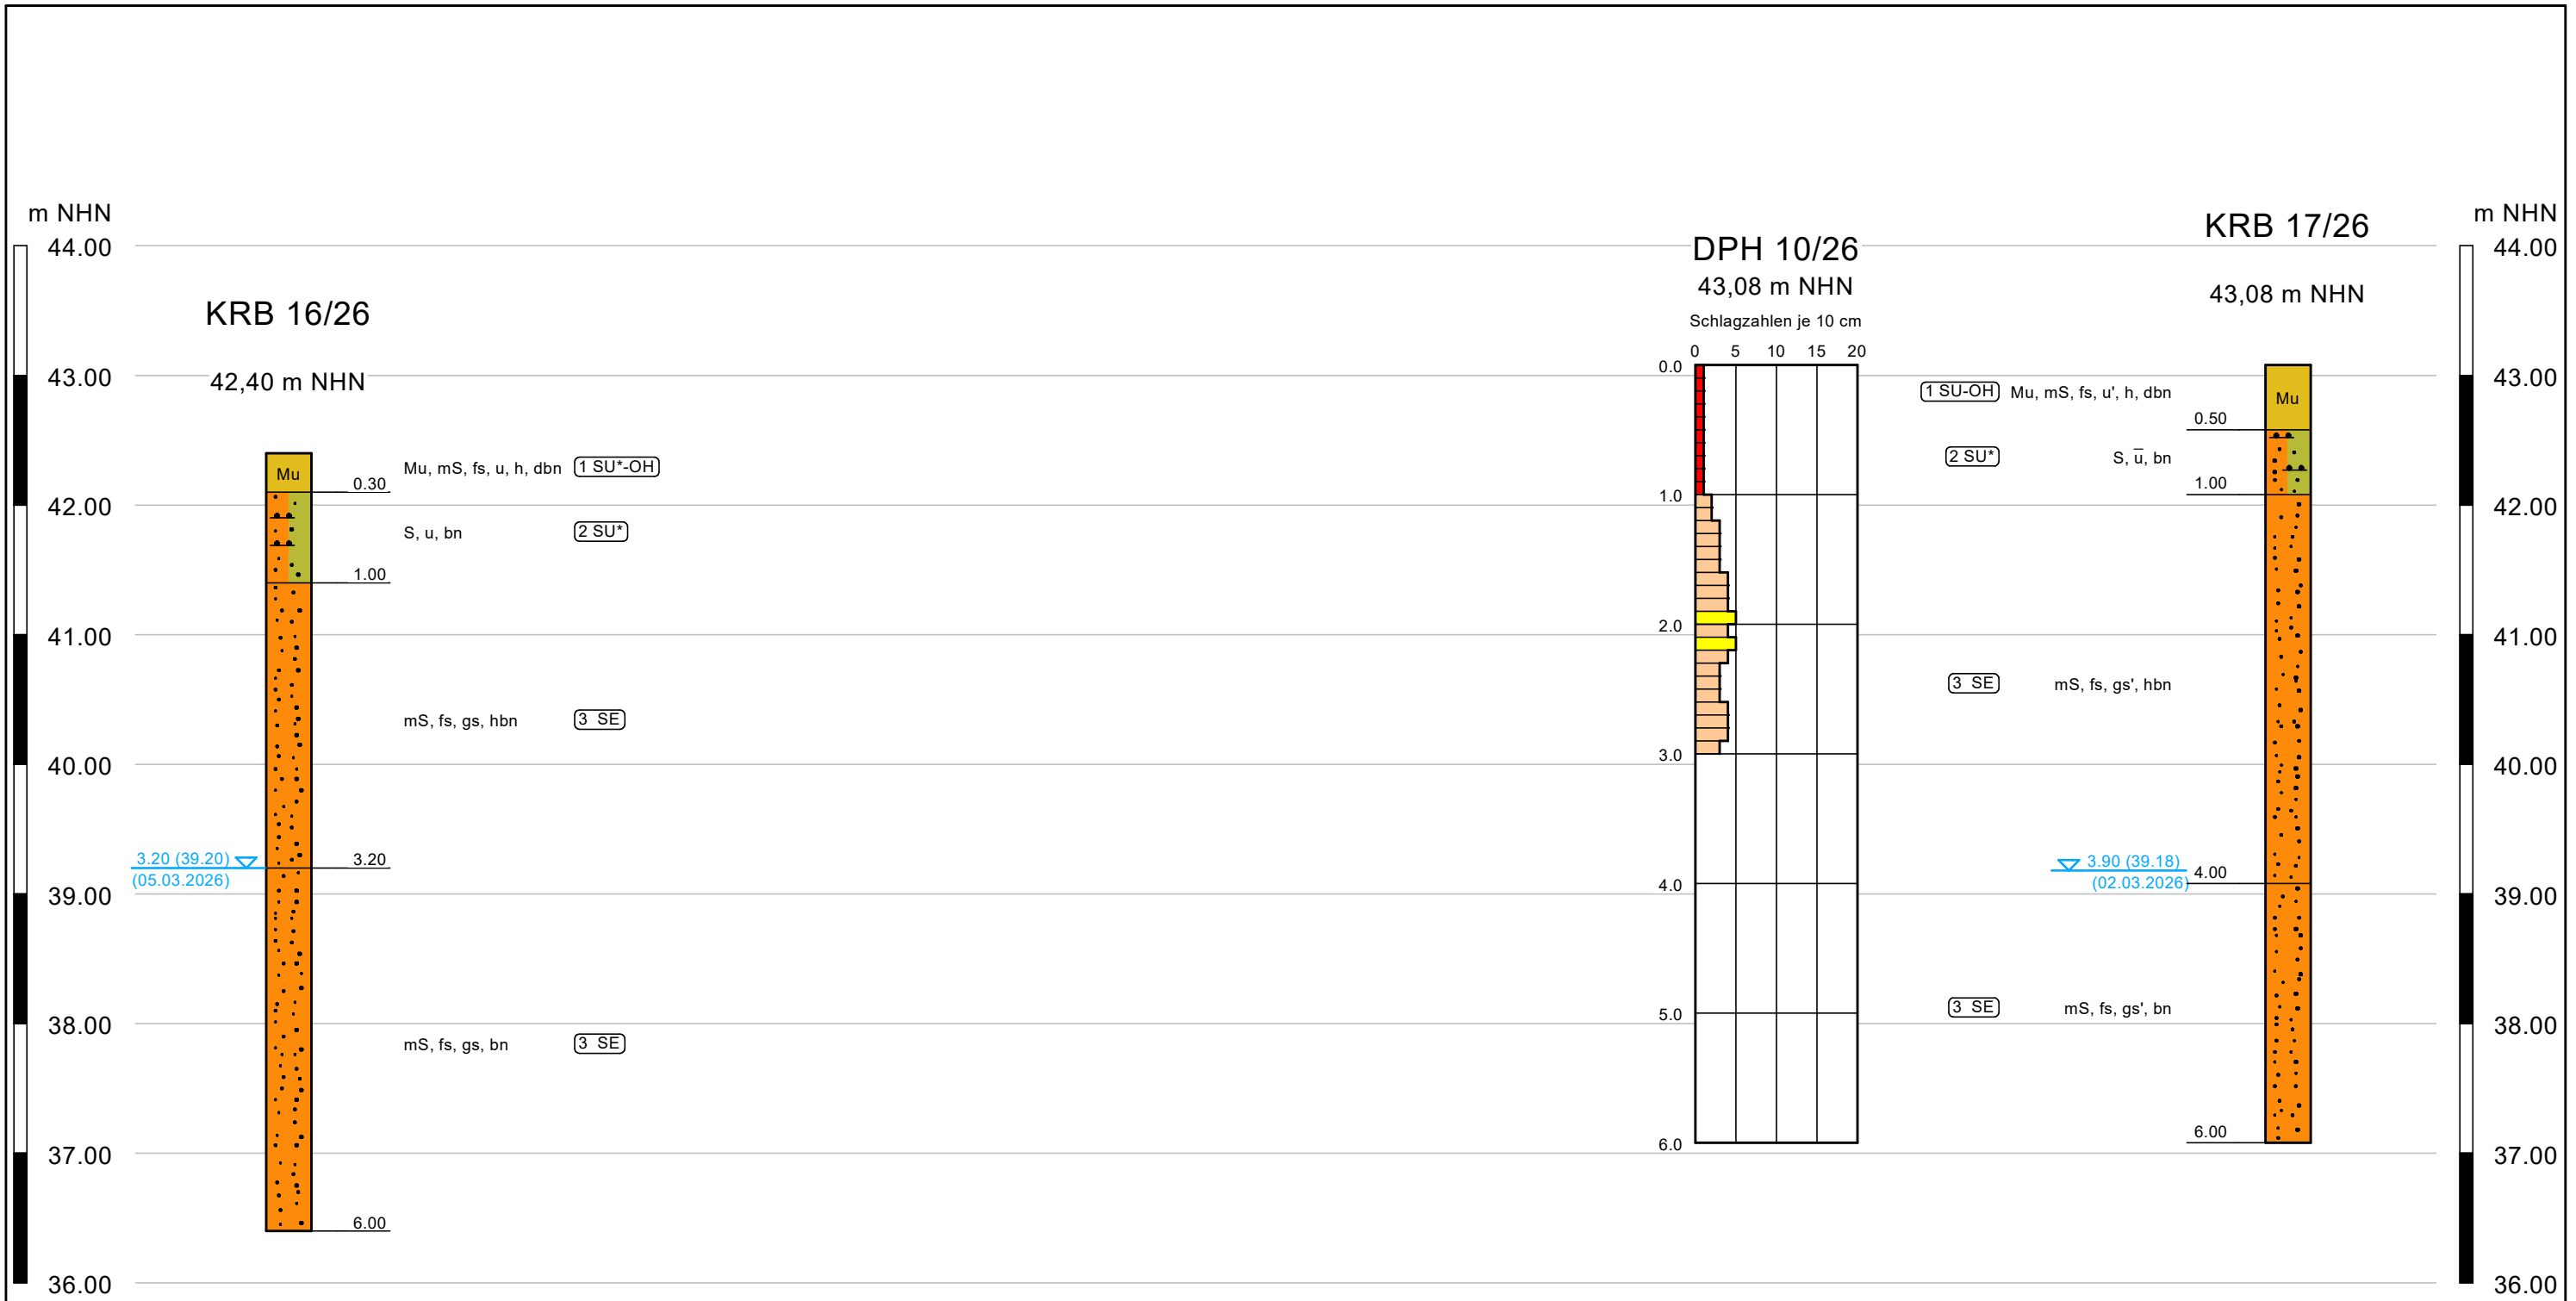 m NHN
44.00
43.00
42.00
41.00
40.00
39.00
38.00
37.00
36.00
KRB 16/26
42,40 m NHN
Mu
0.30
Mu, mS, fs, u, h, dbn
1 SU*-OH
S, u, bn
2 SU*
1.00
mS, fs, gs, hbn
3 SE
3.20 (39.20)
(05.03.2026)
3.20
mS, fs, gs, bn
3 SE
6.00
DPH 10/26
43,08 m NHN
Schlagzahlen je 10 cm
0 5 10 15 20
0.0
1.0
2.0
3.0
4.0
5.0
6.0
KRB 17/26
43,08 m NHN
1 SU-OH
Mu, mS, fs, u', h, dbn
Mu
0.50
2 SU*
S, u̅, bn
1.00
3 SE
mS, fs, gs', hbn
3.90 (39.18)
(02.03.2026)
4.00
3 SE
mS, fs, gs', bn
6.00
m NHN
44.00
43.00
42.00
41.00
40.00
39.00
38.00
37.00
36.00